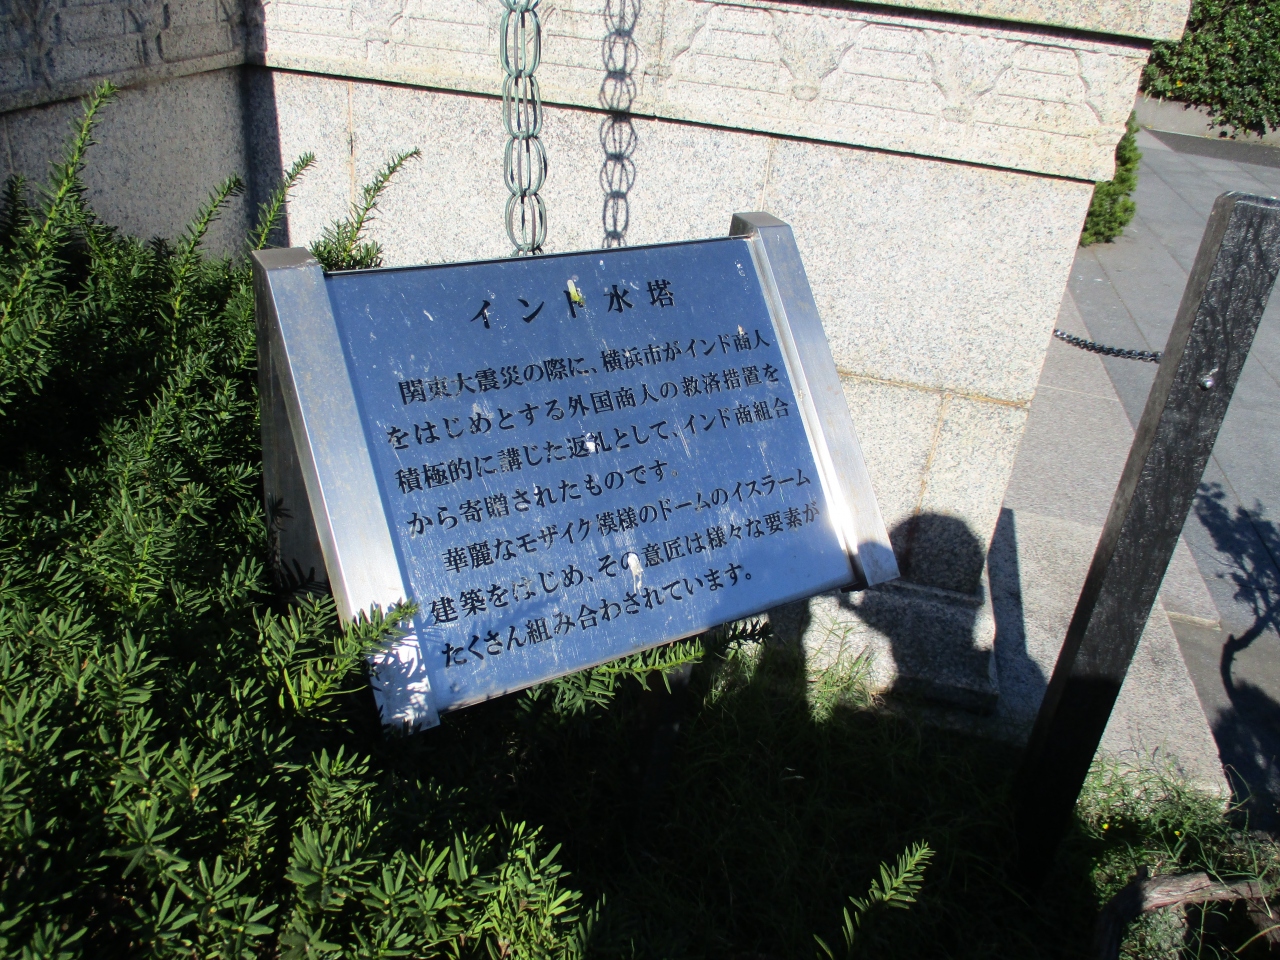 インド水塔
関東大震災の際に、横浜市がインド商人
をはじめとする外国商人の救済措置を
積極的に講じた返礼として、インド商組合
から寄贈されたものです。
華麗なモザイク模様のドームのイスラーム
建築をはじめ、その意匠は様々な要素が
たくさん組み合わされています。